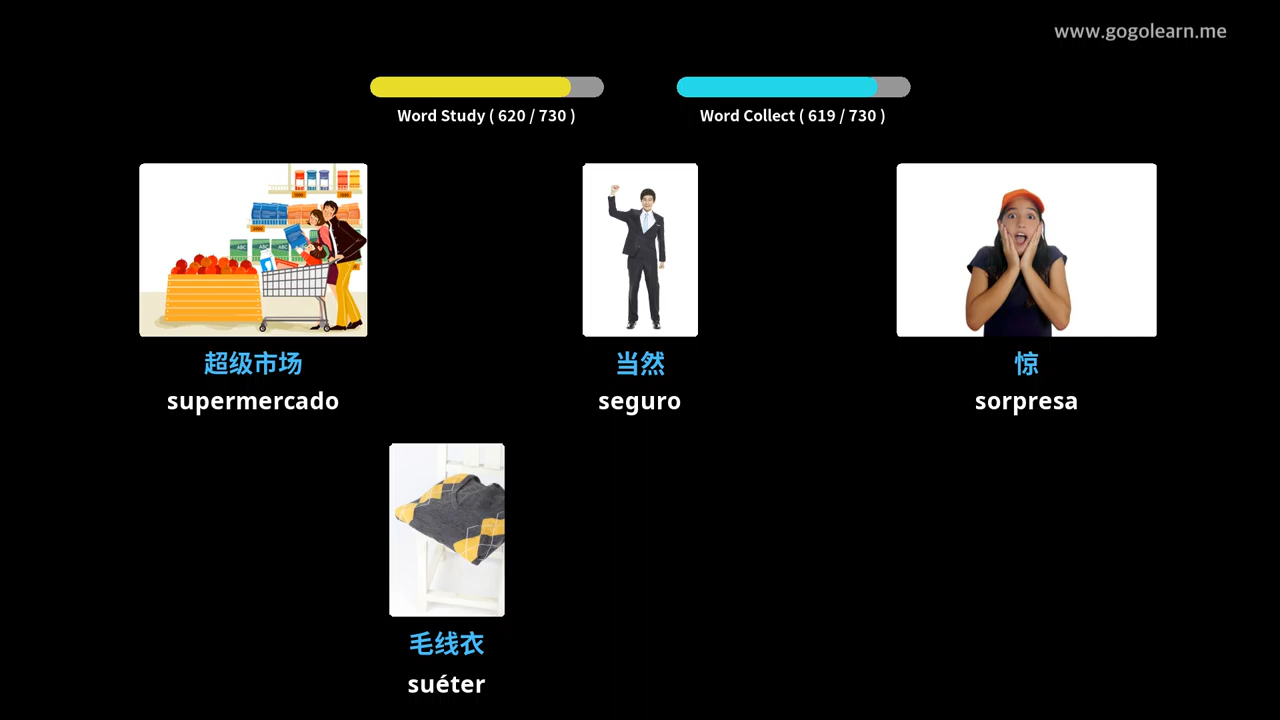 www.gogolearn.me
Word Study ( 620 / 730 )
Word Collect ( 619 / 730 )
超级市场
supermercado
当然
seguro
惊
sorpresa
毛线衣
suéter